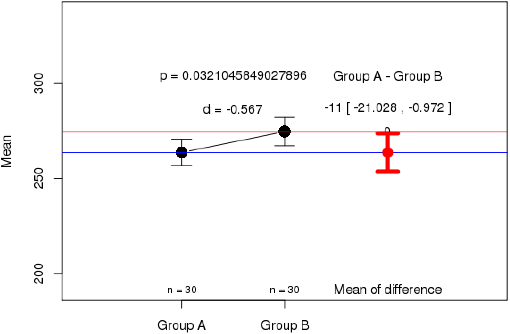 p = 0.0321045849027896
Group A - Group B
d = -0.567
-11 [ -21.028 , -0.972 ]
0
Mean
300
250
200
n = 30
n = 30
Mean of difference
Group A
Group B